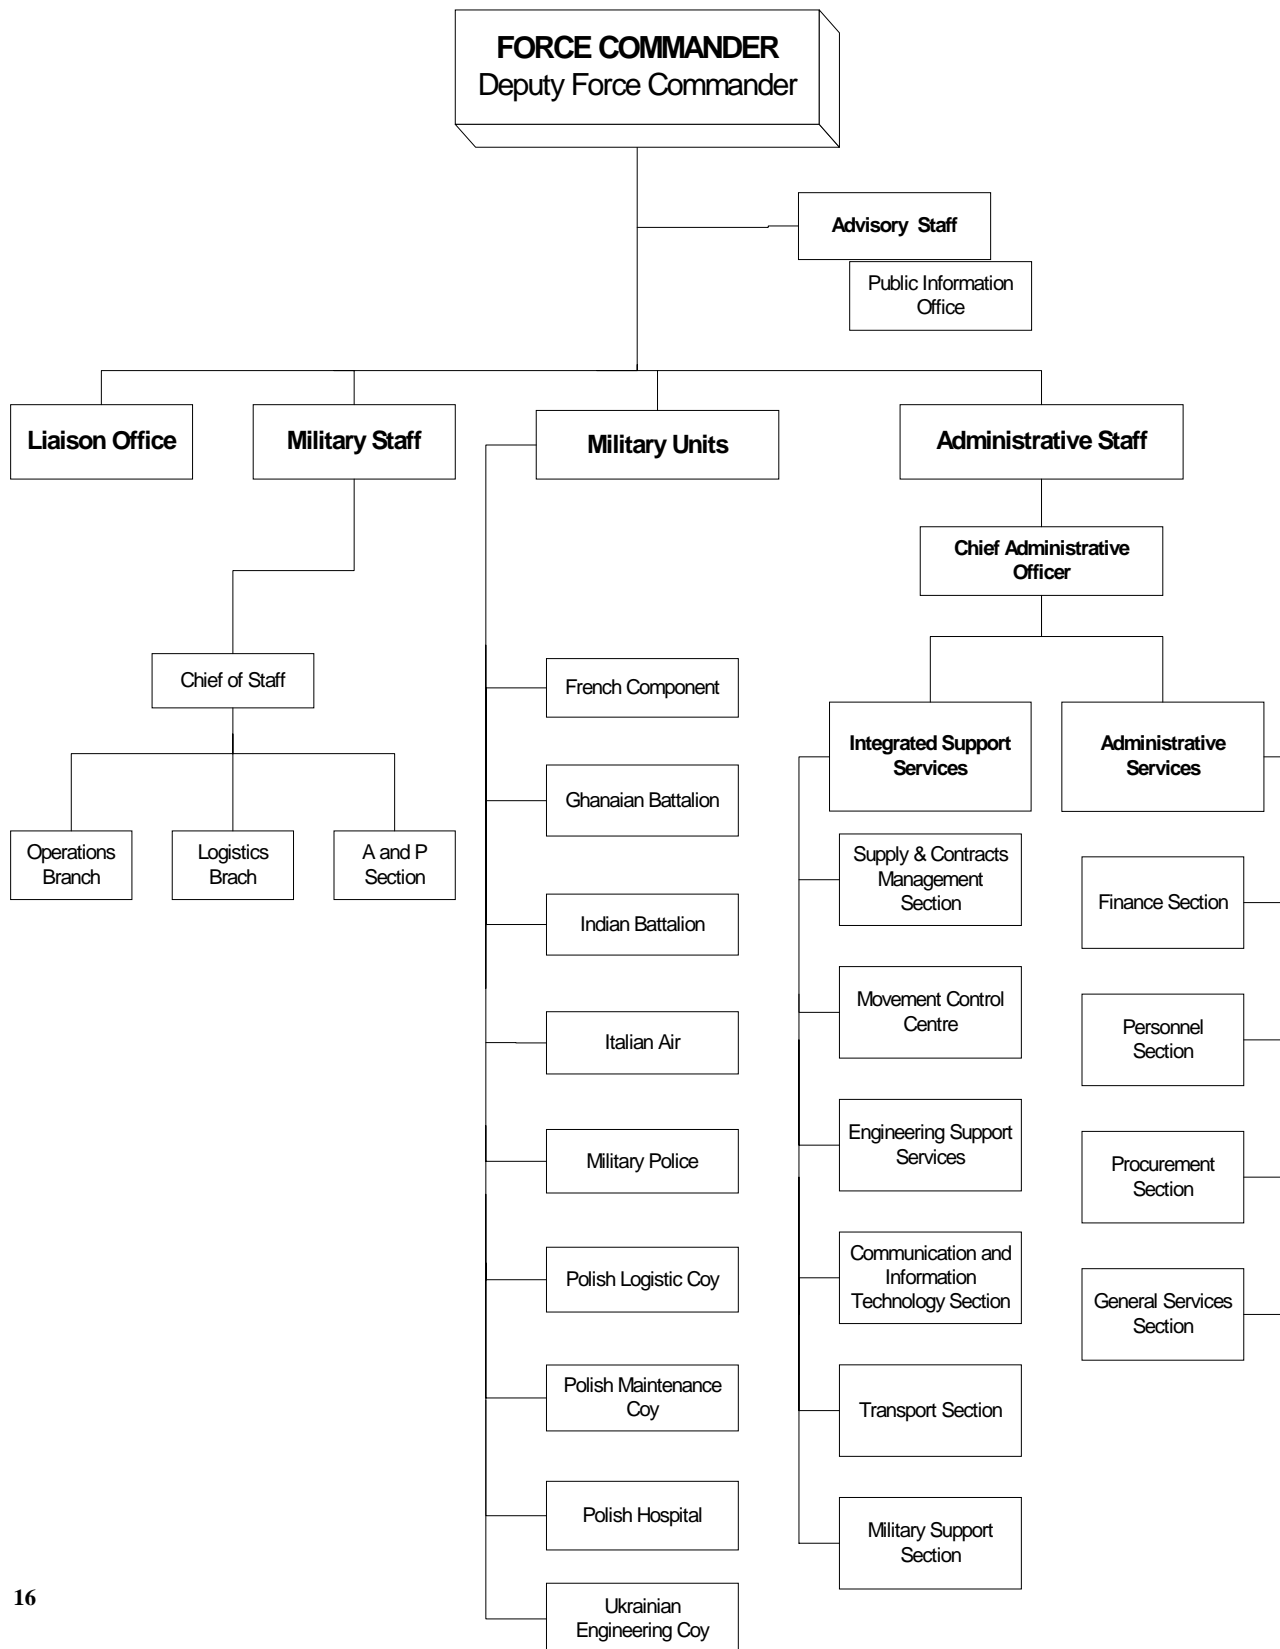 FORCE COMMANDER
Deputy Force Commander
Advisory Staff
Public Information
Office
Liaison Office
Military Staff
Military Units
Administrative Staff
Chief Administrative
Officer
Chief of Staff
Operations
Branch
Logistics
Brach
A and P
Section
French Component
Ghanaian Battalion
Indian Battalion
Italian Air
Military Police
Polish Logistic Coy
Polish Maintenance
Coy
Polish Hospital
Ukrainian
Engineering Coy
Integrated Support
Services
Supply & Contracts
Management
Section
Movement Control
Centre
Engineering Support
Services
Communication and
Information
Technology Section
Transport Section
Military Support
Section
Administrative
Services
Finance Section
Personnel
Section
Procurement
Section
General Services
Section
16